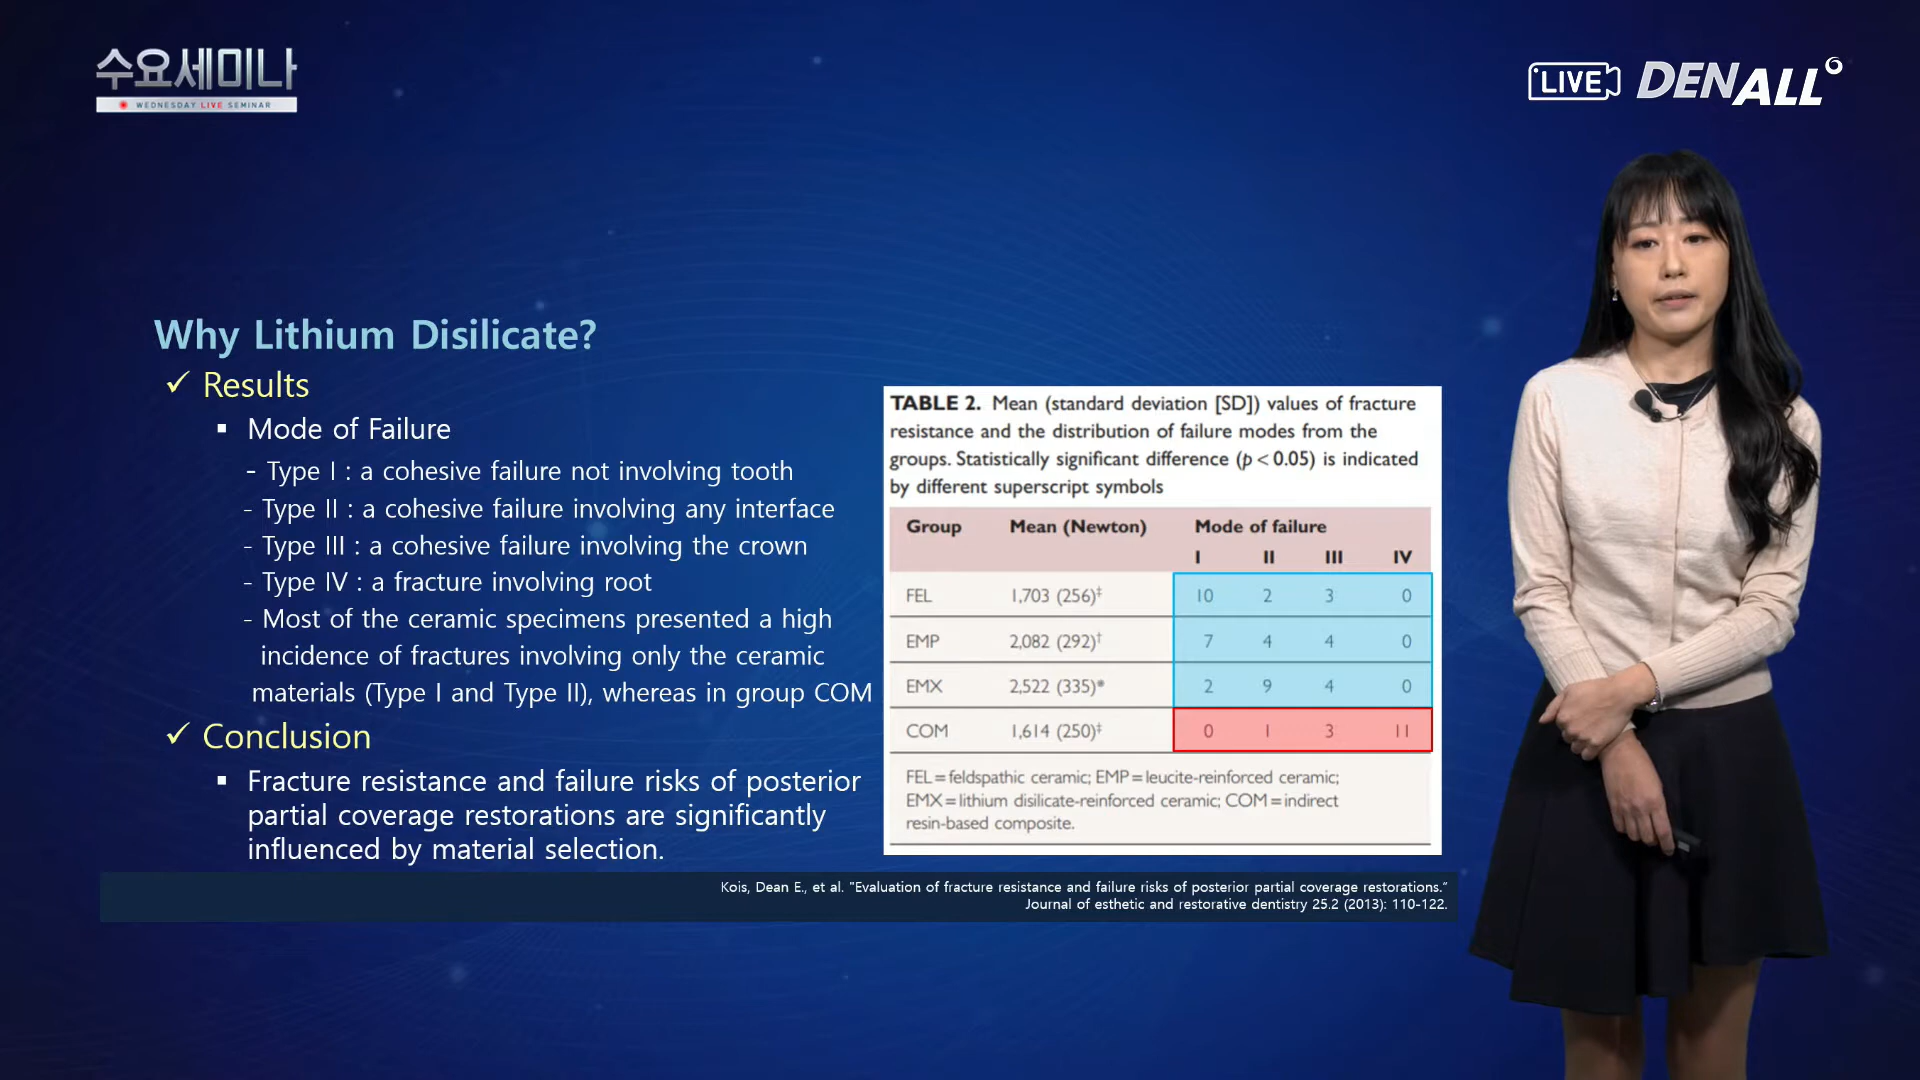 수요세미나
WEDNESDAY LIVE SEMINAR
LIVE DENALL
Why Lithium Disilicate?
✓ Results
▪ Mode of Failure
- Type I : a cohesive failure not involving tooth
- Type II : a cohesive failure involving any interface
- Type III : a cohesive failure involving the crown
- Type IV : a fracture involving root
- Most of the ceramic specimens presented a high
incidence of fractures involving only the ceramic
materials (Type I and Type II), whereas in group COM
✓ Conclusion
▪ Fracture resistance and failure risks of posterior
partial coverage restorations are significantly
influenced by material selection.
TABLE 2. Mean (standard deviation [SD]) values of fracture
resistance and the distribution of failure modes from the
groups. Statistically significant difference (p < 0.05) is indicated
by different superscript symbols
Group Mean (Newton) Mode of failure
I II III IV
FEL 1,703 (256)‡ 10 2 3 0
EMP 2,082 (292)† 7 4 4 0
EMX 2,522 (335)* 2 9 4 0
COM 1,614 (250)‡ 0 1 3 11
FEL = feldspathic ceramic; EMP = leucite-reinforced ceramic;
EMX = lithium disilicate-reinforced ceramic; COM = indirect
resin-based composite.
Kois, Dean E., et al. "Evaluation of fracture resistance and failure risks of posterior partial coverage restorations."
Journal of esthetic and restorative dentistry 25.2 (2013): 110-122.